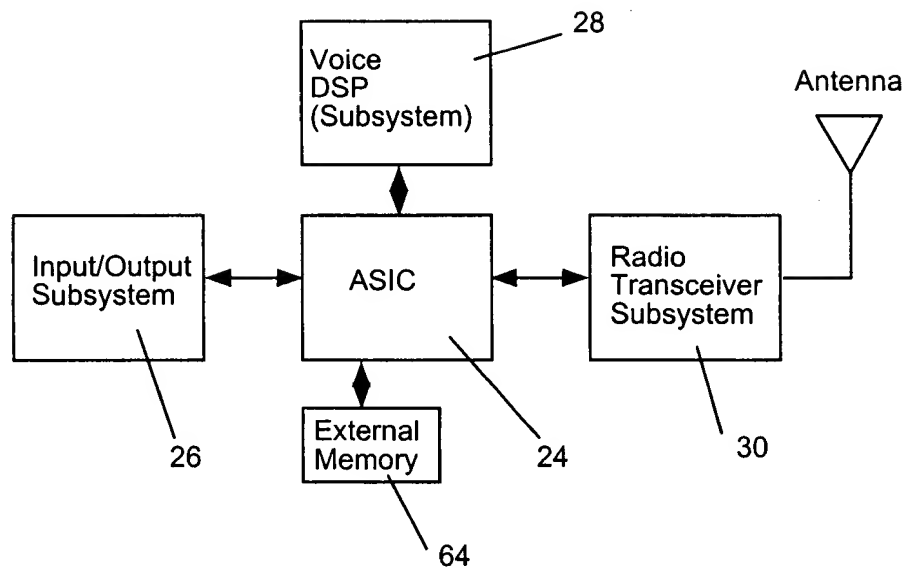 28
Voice
DSP
(Subsystem)
Antenna
Input/Output
Subsystem
ASIC
Radio
Transceiver
Subsystem
External
Memory
26
24
30
64